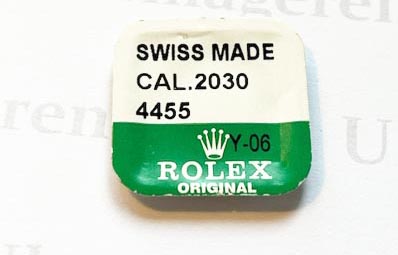 SWISS MADE
CAL.2030
4455
Y-06
ROLEX
ORIGINAL